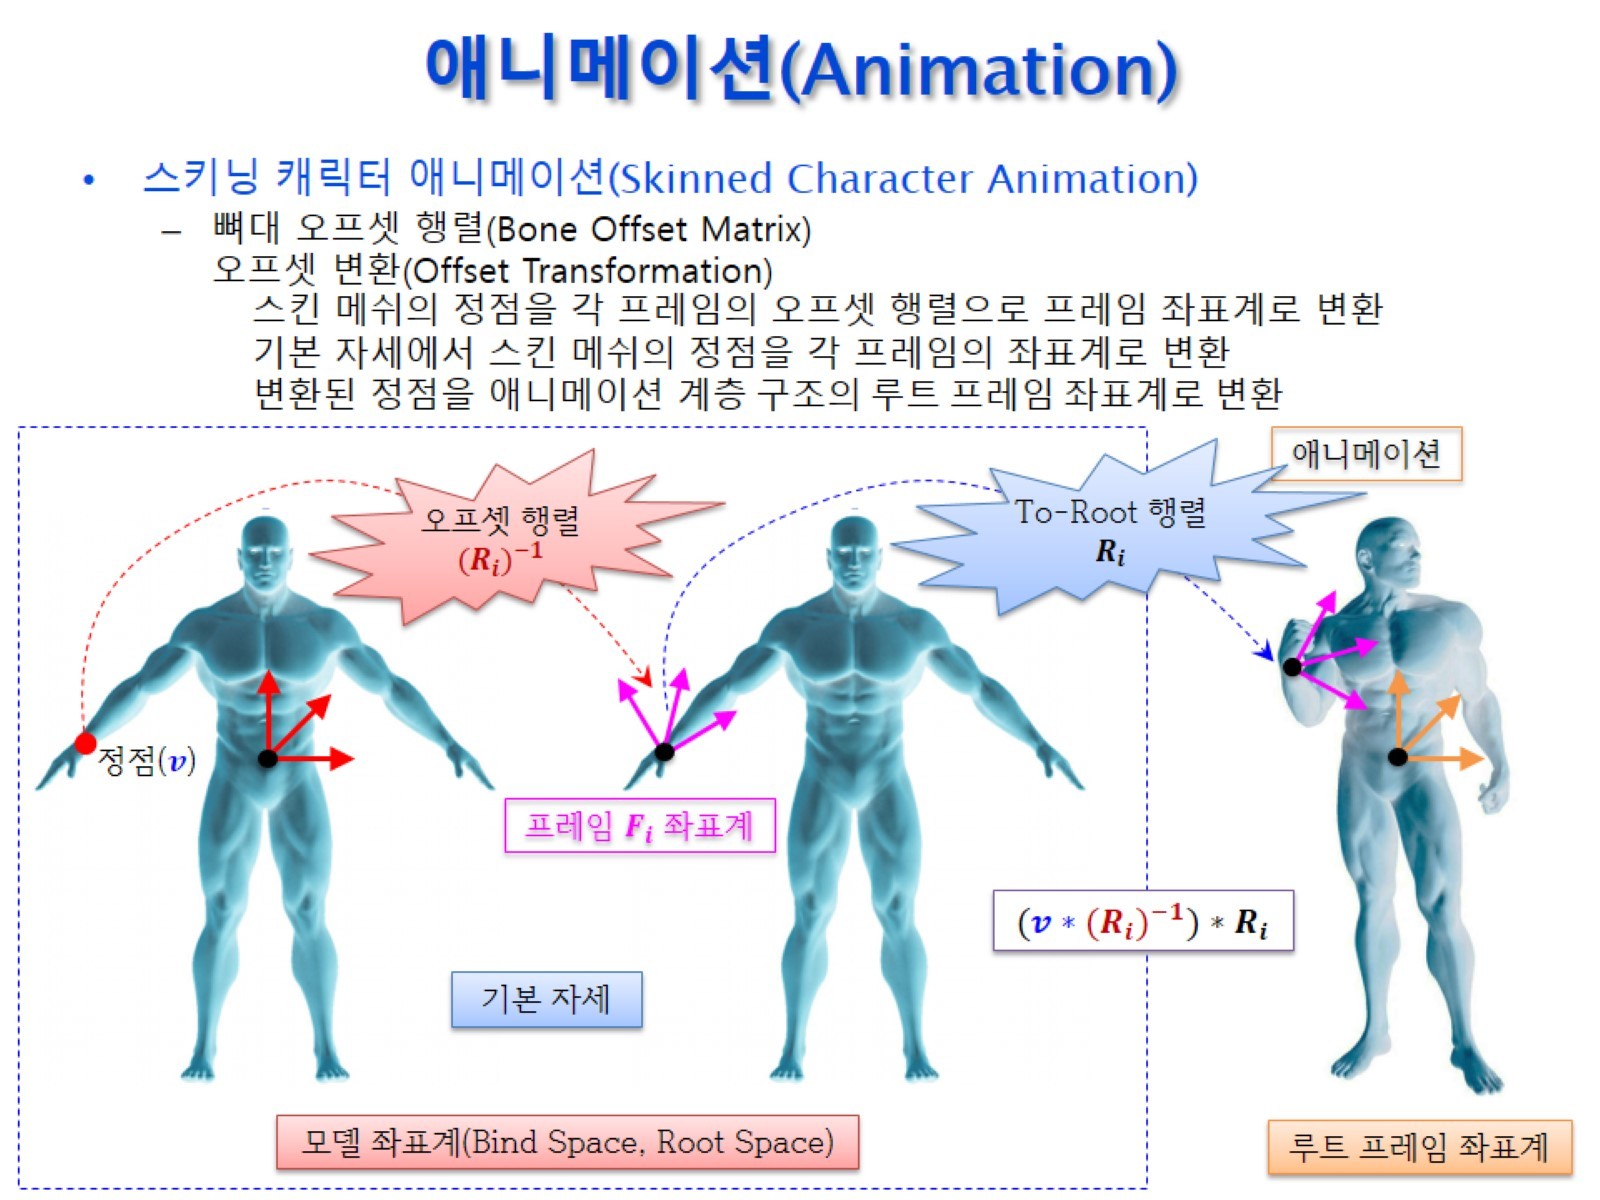 애니메이션(Animation)
• 스키닝 캐릭터 애니메이션(Skinned Character Animation)
– 뼈대 오프셋 행렬(Bone Offset Matrix)
오프셋 변환(Offset Transformation)
스킨 메쉬의 정점을 각 프레임의 오프셋 행렬으로 프레임 좌표계로 변환
기본 자세에서 스킨 메쉬의 정점을 각 프레임의 좌표계로 변환
변환된 정점을 애니메이션 계층 구조의 루트 프레임 좌표계로 변환
애니메이션
오프셋 행렬
(Rᵢ)⁻¹
To-Root 행렬
Rᵢ
정점(v)
프레임 Fᵢ 좌표계
(v * (Rᵢ)⁻¹) * Rᵢ
기본 자세
모델 좌표계(Bind Space, Root Space)
루트 프레임 좌표계